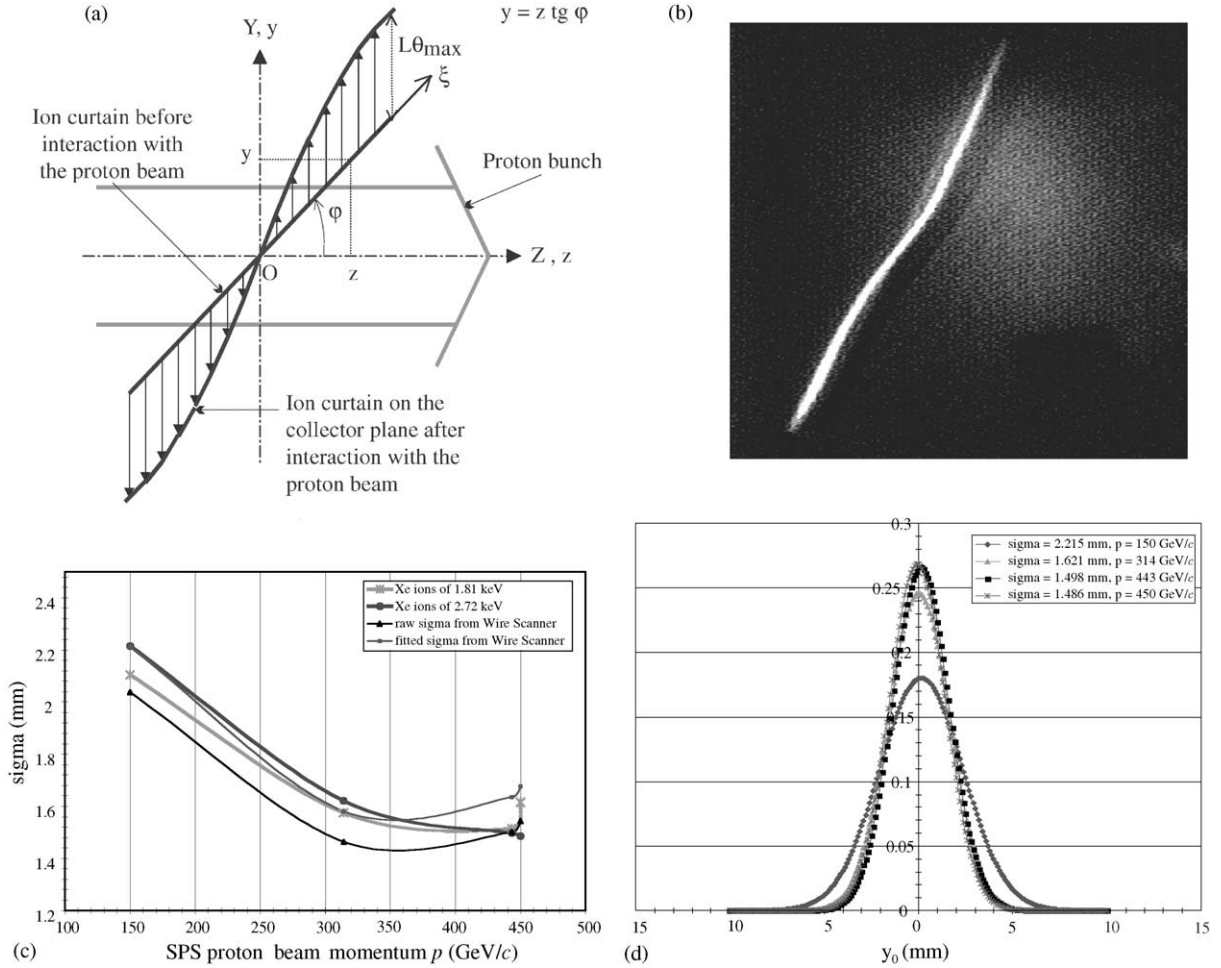 (a)
Y, y
y = z tg φ
Lθmax
ξ
Ion curtain before
interaction with
the proton beam
y
Proton bunch
φ
O
z
Z , z
Ion curtain on the
collector plane after
interaction with the
proton beam
(b)
2.4
2.2
2
1.8
1.6
1.4
1.2
sigma (mm)
Xe ions of 1.81 keV
Xe ions of 2.72 keV
raw sigma from Wire Scanner
fitted sigma from Wire Scanner
100 150 200 250 300 350 400 450 500
(c)
SPS proton beam momentum p (GeV/c)
0.3
0.25
0.2
0.15
0.1
0.05
0
sigma = 2.215 mm, p = 150 GeV/c
sigma = 1.621 mm, p = 314 GeV/c
sigma = 1.498 mm, p = 443 GeV/c
sigma = 1.486 mm, p = 450 GeV/c
15 10 5 0 5 10 15
(d)
y₀ (mm)